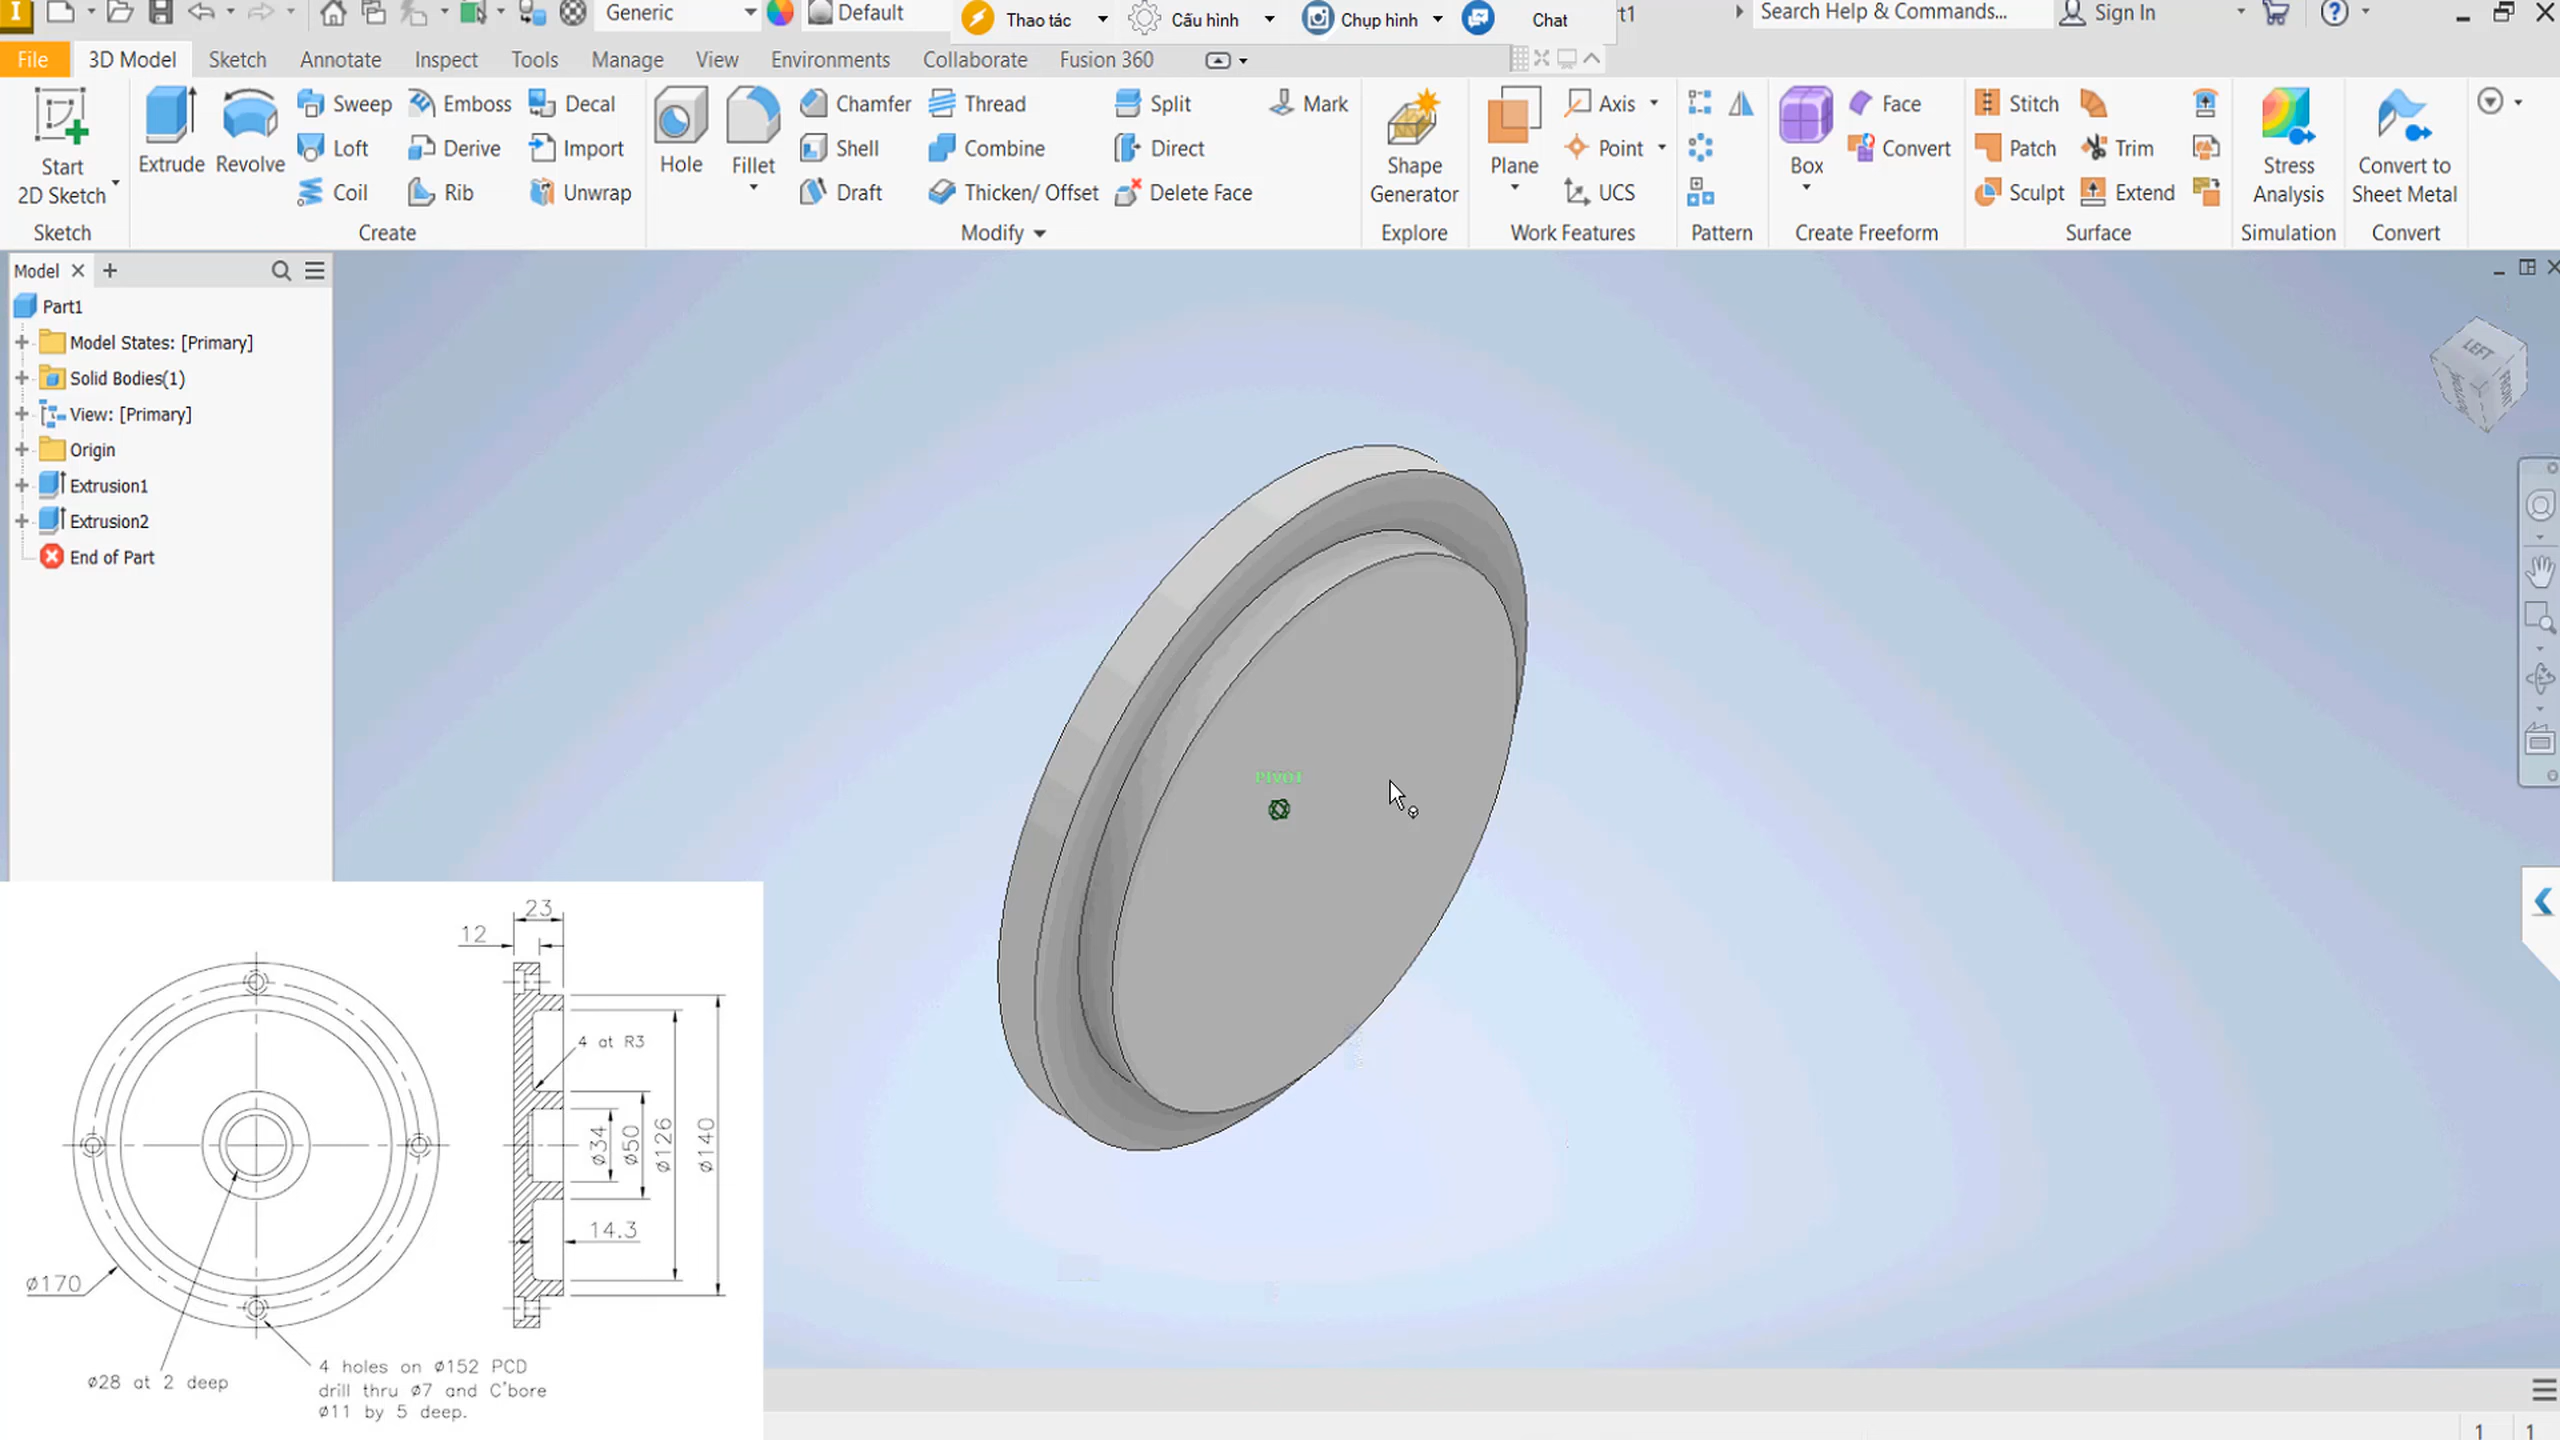 I Generic Default Thao tác Cấu hình Chụp hình Chat rt1 Search Help & Commands... Sign In
File 3D Model Sketch Annotate Inspect Tools Manage View Environments Collaborate Fusion 360
Start 2D Sketch
Extrude
Revolve
Sweep
Loft
Coil
Emboss
Derive
Rib
Decal
Import
Unwrap
Hole
Fillet
Chamfer
Shell
Draft
Thread
Combine
Thicken/ Offset
Split
Direct
Delete Face
Mark
Shape Generator
Plane
Axis
Point
UCS
Box
Face
Convert
Stitch
Patch
Sculpt
Trim
Extend
Stress Analysis
Convert to Sheet Metal
Sketch Create Modify Explore Work Features Pattern Create Freeform Surface Simulation Convert
Model
Part1
Model States: [Primary]
Solid Bodies(1)
View: [Primary]
Origin
Extrusion1
Extrusion2
End of Part
LEFT
Pivot
23
12
4 at R3
ø34
ø50
ø126
ø140
14.3
ø170
ø28 at 2 deep
4 holes on ø152 PCD
drill thru ø7 and C'bore
ø11 by 5 deep.
1 1